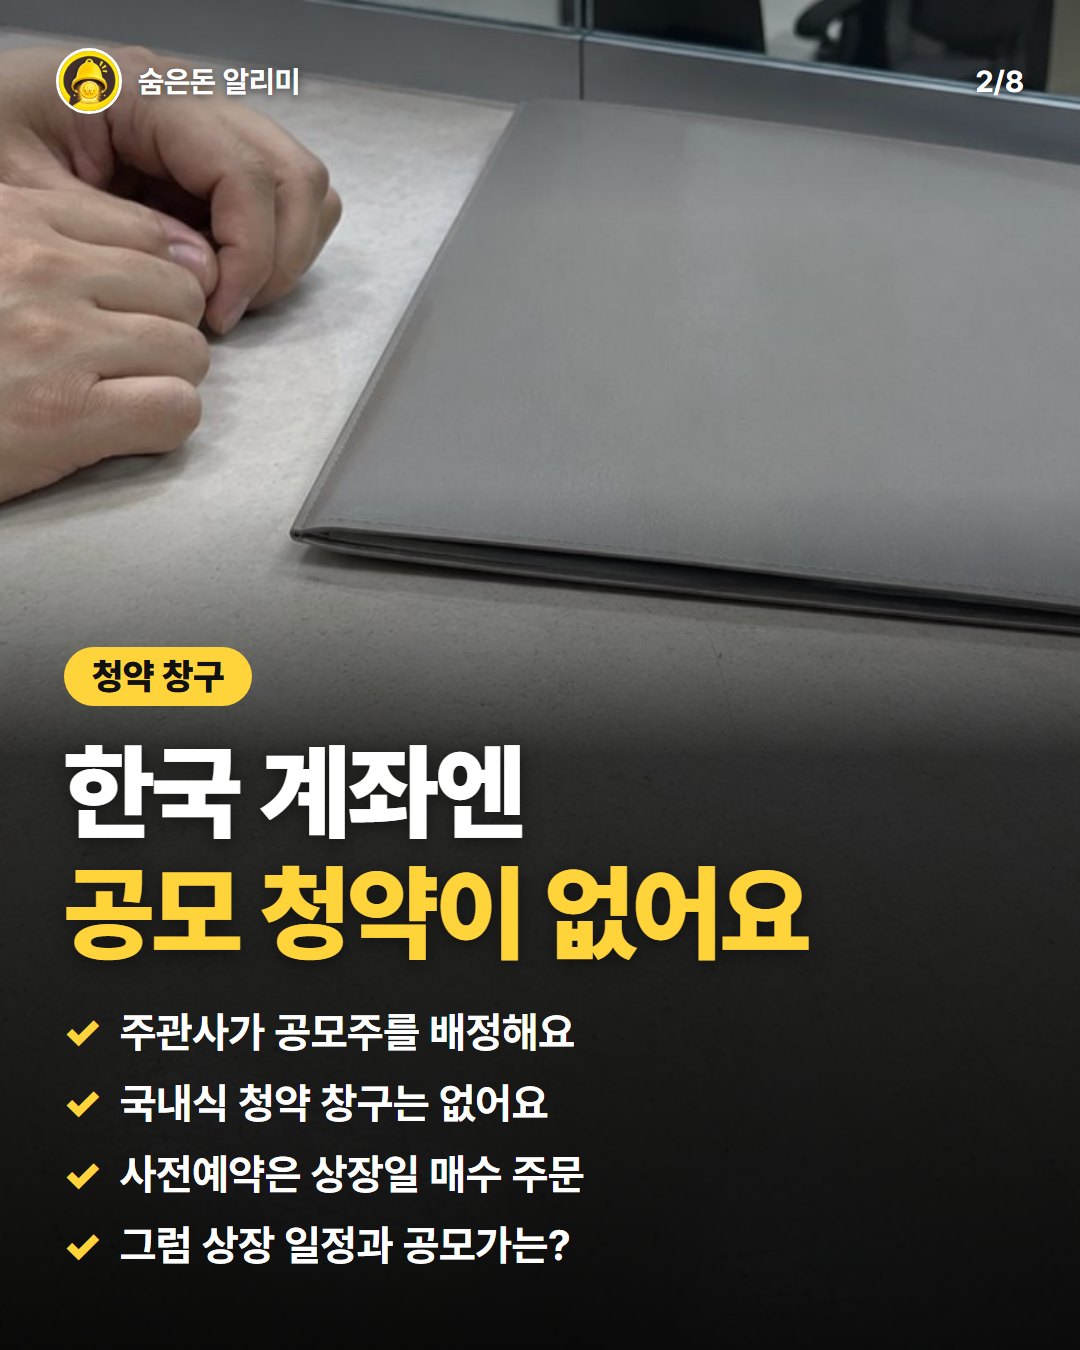 숨은돈 알리미
2/8
청약 창구
한국 계좌엔
공모 청약이 없어요
주관사가 공모주를 배정해요
국내식 청약 창구는 없어요
사전예약은 상장일 매수 주문
그럼 상장 일정과 공모가는?